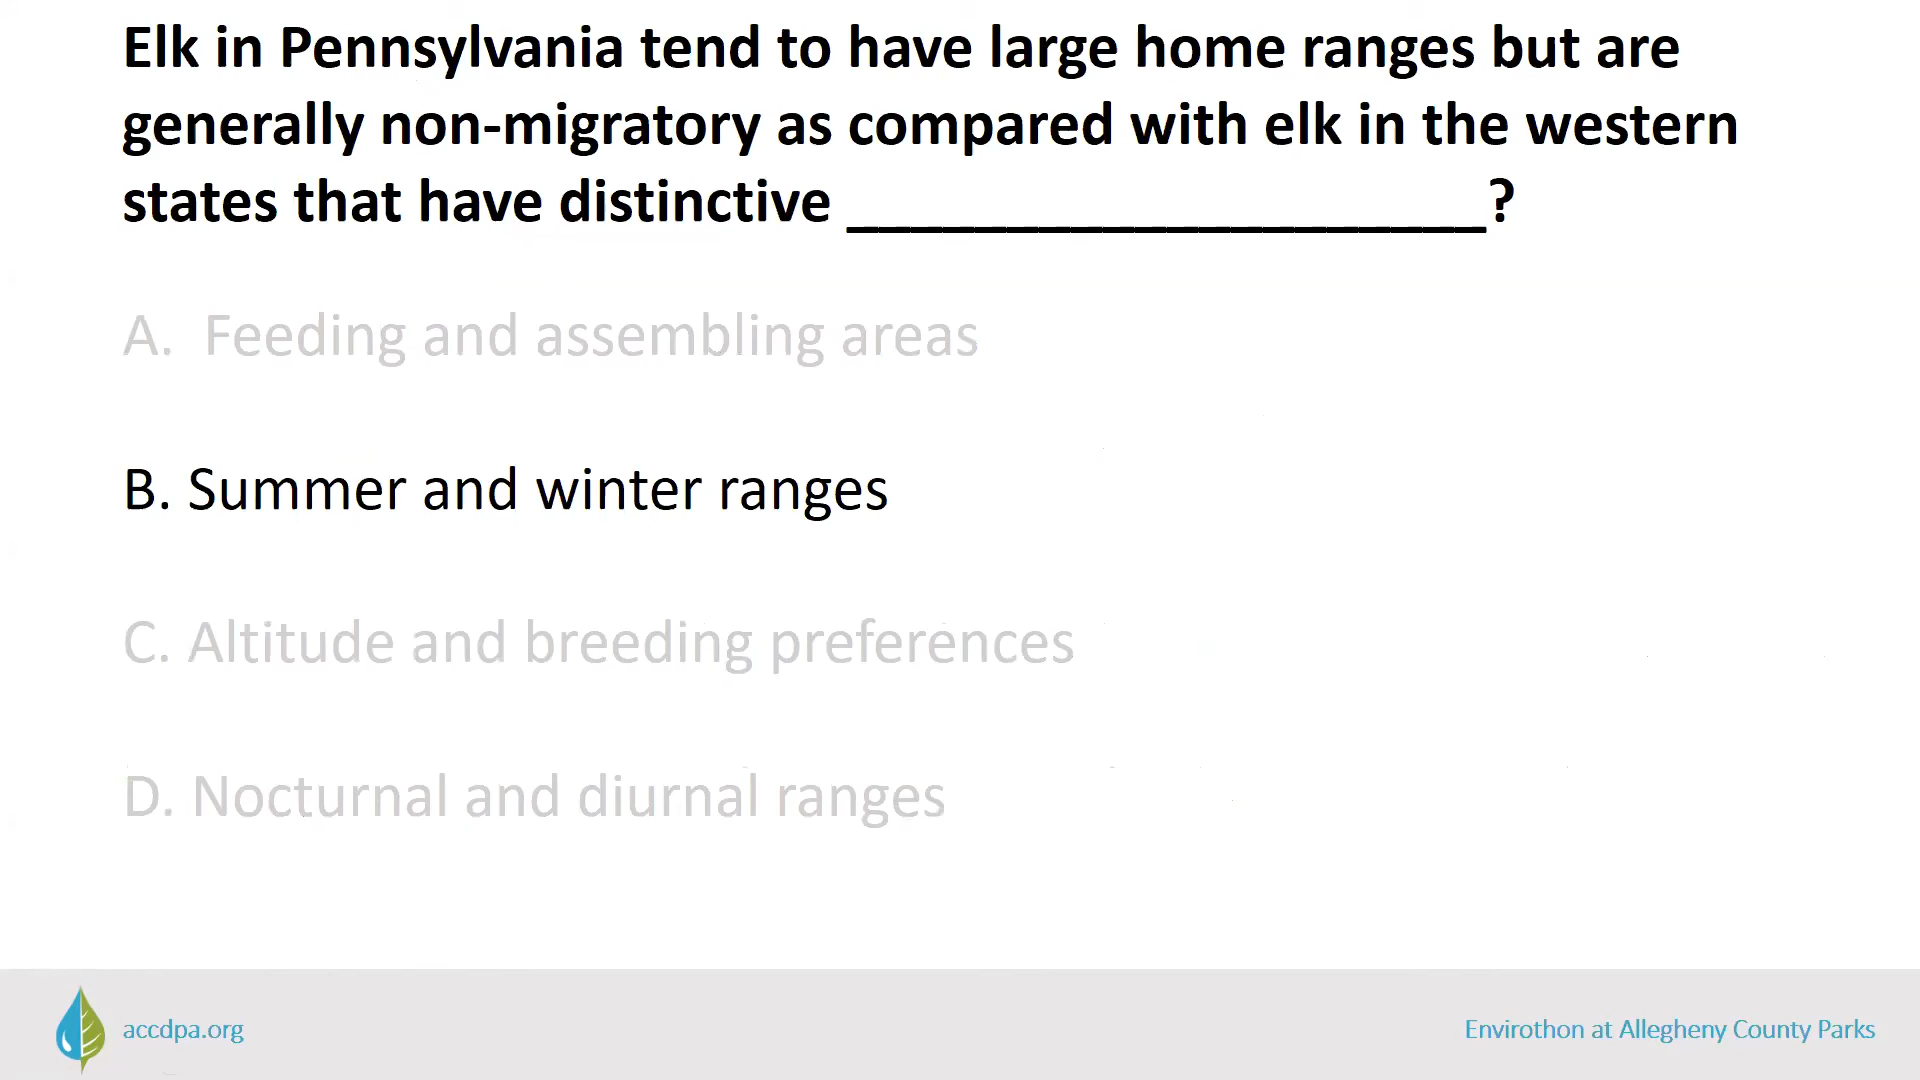 Elk in Pennsylvania tend to have large home ranges but are
generally non-migratory as compared with elk in the western
states that have distinctive ____________________?
A. Feeding and assembling areas
B. Summer and winter ranges
C. Altitude and breeding preferences
D. Nocturnal and diurnal ranges
accdpa.org
Envirothon at Allegheny County Parks